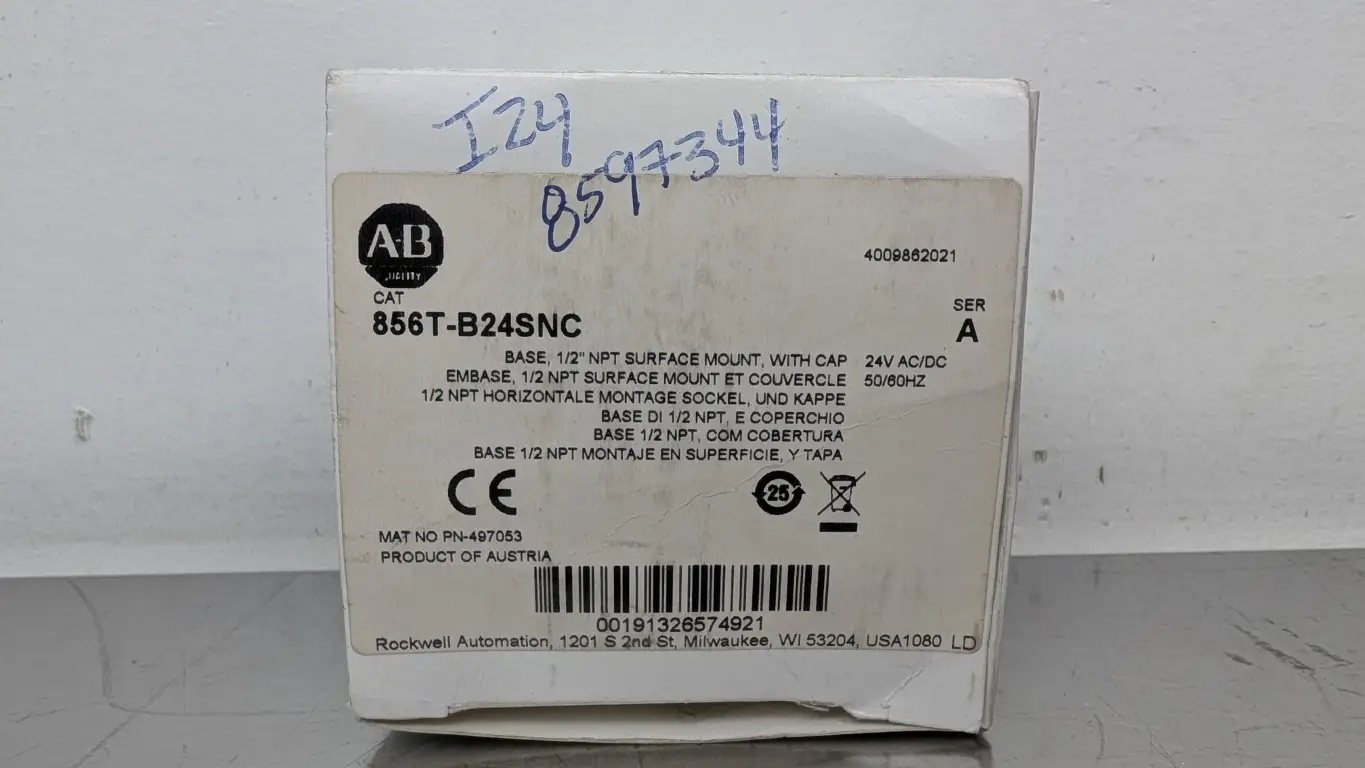 I24
8597344
A-B
QUALITY
4009862021
CAT
856T-B24SNC
SER
A
BASE, 1/2" NPT SURFACE MOUNT, WITH CAP 24V AC/DC
EMBASE, 1/2 NPT SURFACE MOUNT ET COUVERCLE 50/60HZ
1/2 NPT HORIZONTALE MONTAGE SOCKEL, UND KAPPE
BASE DI 1/2 NPT, E COPERCHIO
BASE 1/2 NPT, COM COBERTURA
BASE 1/2 NPT MONTAJE EN SUPERFICIE, Y TAPA
CE
25
MAT NO PN-497053
PRODUCT OF AUSTRIA
00191326574921
Rockwell Automation, 1201 S 2nd St, Milwaukee, WI 53204, USA1080 LD